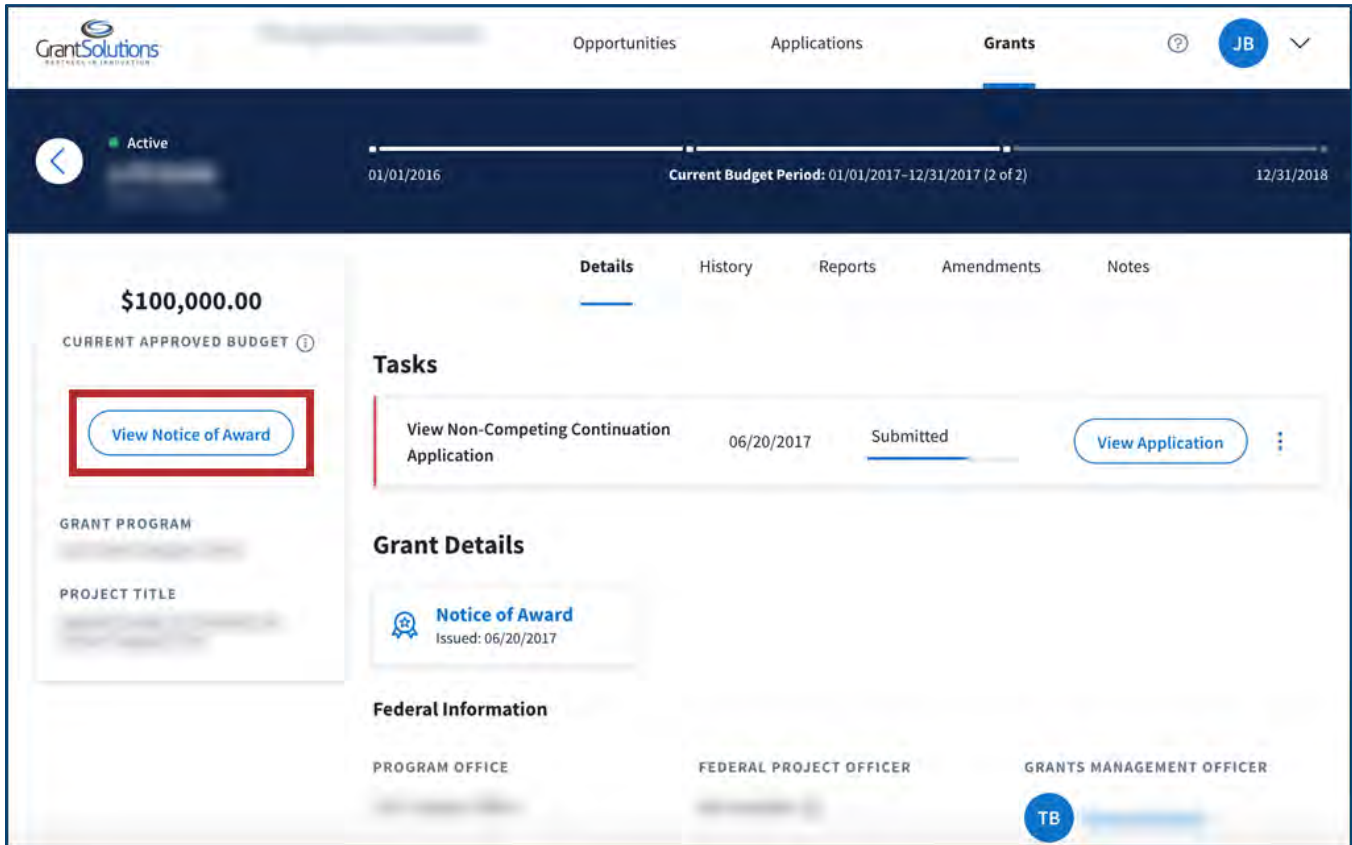 GrantSolutions
PARTNERS IN INNOVATION
Opportunities
Applications
Grants
?
JB
Active
01/01/2016
Current Budget Period: 01/01/2017-12/31/2017 (2 of 2)
12/31/2018
$100,000.00
CURRENT APPROVED BUDGET
View Notice of Award
GRANT PROGRAM
PROJECT TITLE
Details
History
Reports
Amendments
Notes
Tasks
View Non-Competing Continuation
Application
06/20/2017
Submitted
View Application
Grant Details
Notice of Award
Issued: 06/20/2017
Federal Information
PROGRAM OFFICE
FEDERAL PROJECT OFFICER
GRANTS MANAGEMENT OFFICER
TB